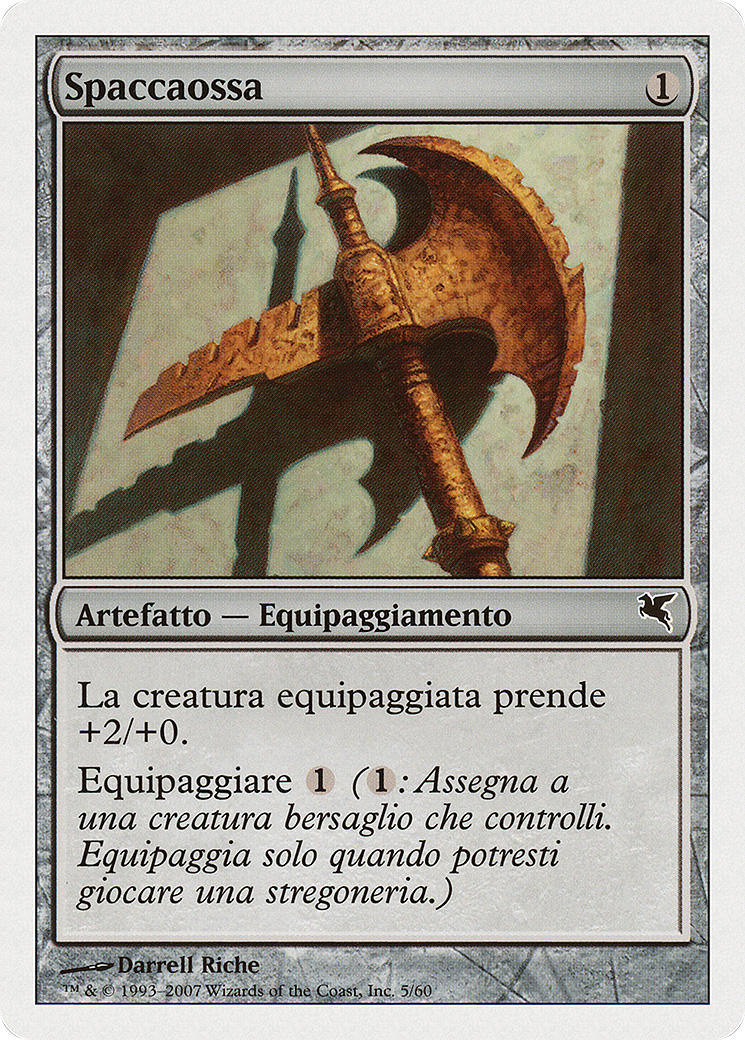 Spaccaossa 1
Artefatto — Equipaggiamento
La creatura equipaggiata prende
+2/+0.
Equipaggiare 1 (1: Assegna a
una creatura bersaglio che controlli.
Equipaggia solo quando potresti
giocare una stregoneria.)
Darrell Riche
™ & © 1993–2007 Wizards of the Coast, Inc. 5/60